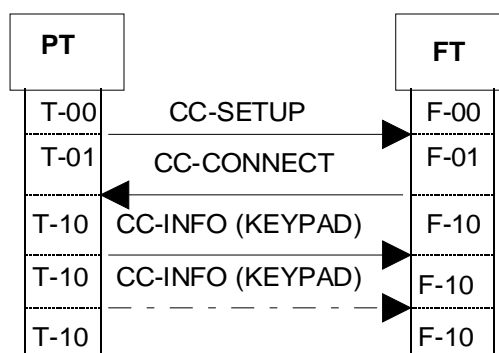 PT FT
T-00 CC-SETUP F-00
T-01 CC-CONNECT F-01
T-10 CC-INFO (KEYPAD) F-10
T-10 CC-INFO (KEYPAD) F-10
T-10 F-10